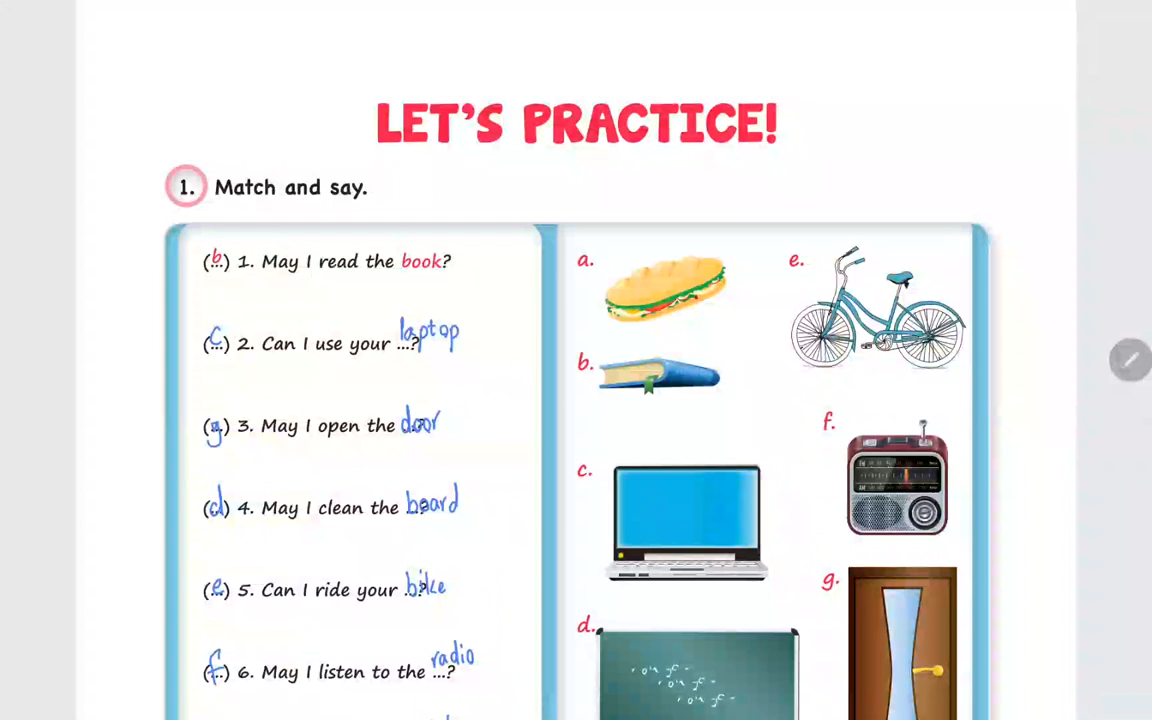 LET'S PRACTICE!
1. Match and say.
(b) 1. May I read the book?
(c) 2. Can I use your laptop...?
(g) 3. May I open the door...?
(d) 4. May I clean the board...?
(e) 5. Can I ride your bike...?
(f) 6. May I listen to the radio...?
a.
b.
c.
d.
e.
f.
g.